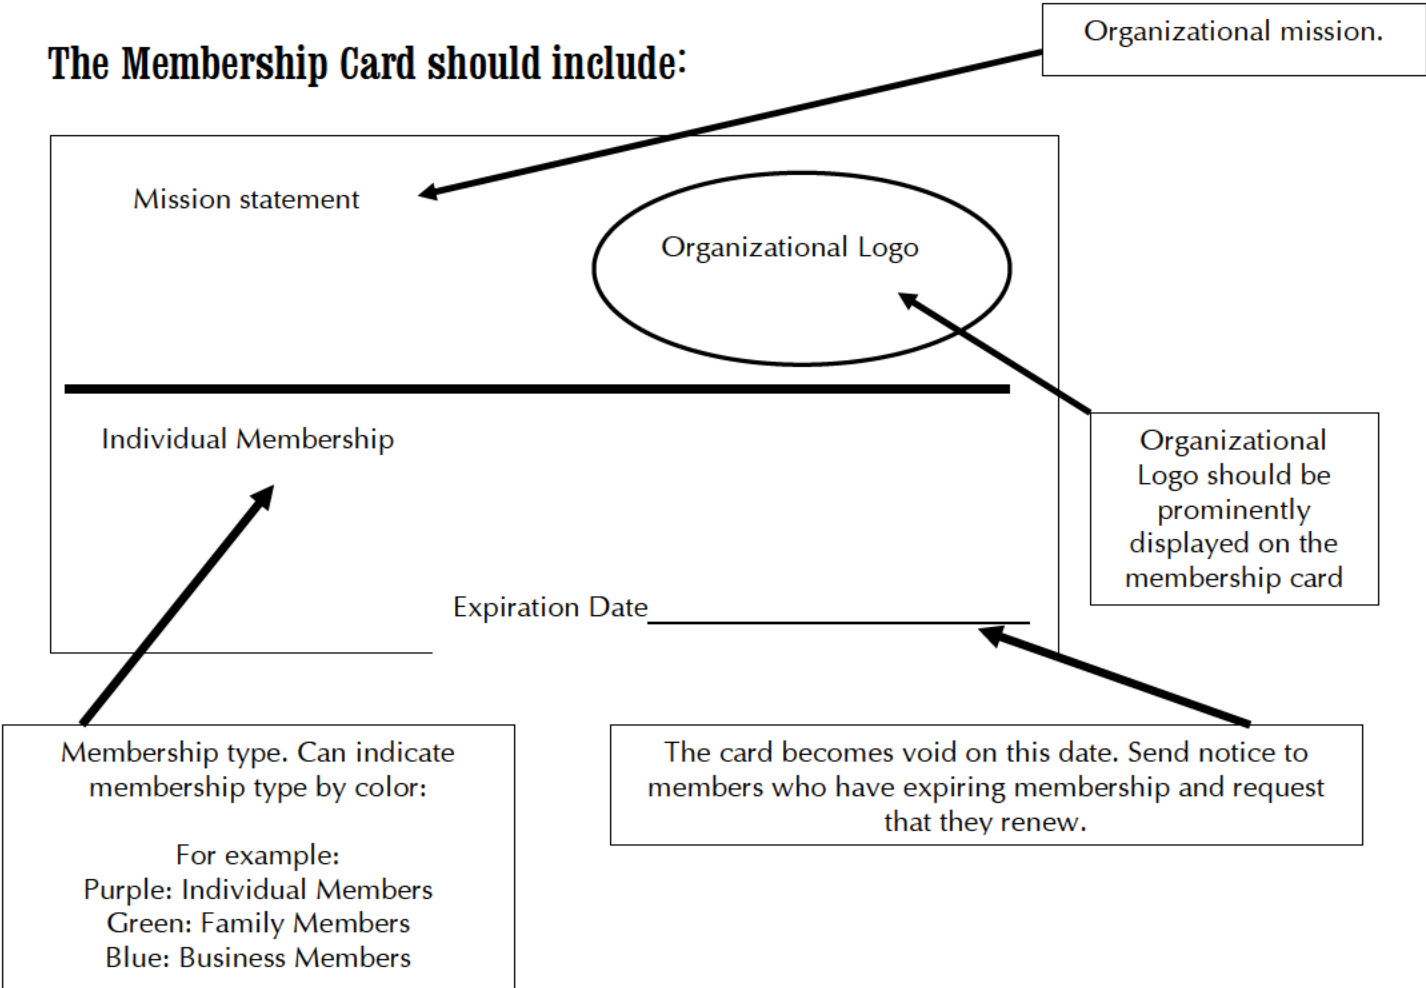 Organizational mission.
The Membership Card should include:
Mission statement
Organizational Logo
Individual Membership
Organizational
Logo should be
prominently
displayed on the
membership card
Expiration Date
Membership type. Can indicate
membership type by color:
For example:
Purple: Individual Members
Green: Family Members
Blue: Business Members
The card becomes void on this date. Send notice to
members who have expiring membership and request
that they renew.